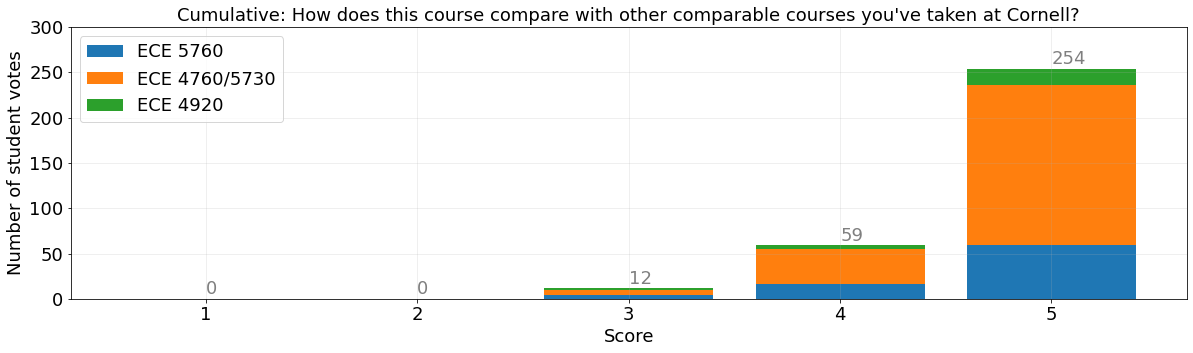 Cumulative: How does this course compare with other comparable courses you've taken at Cornell?
Number of student votes
300
250
200
150
100
50
0
ECE 5760
ECE 4760/5730
ECE 4920
0
0
12
59
254
1
2
3
4
5
Score